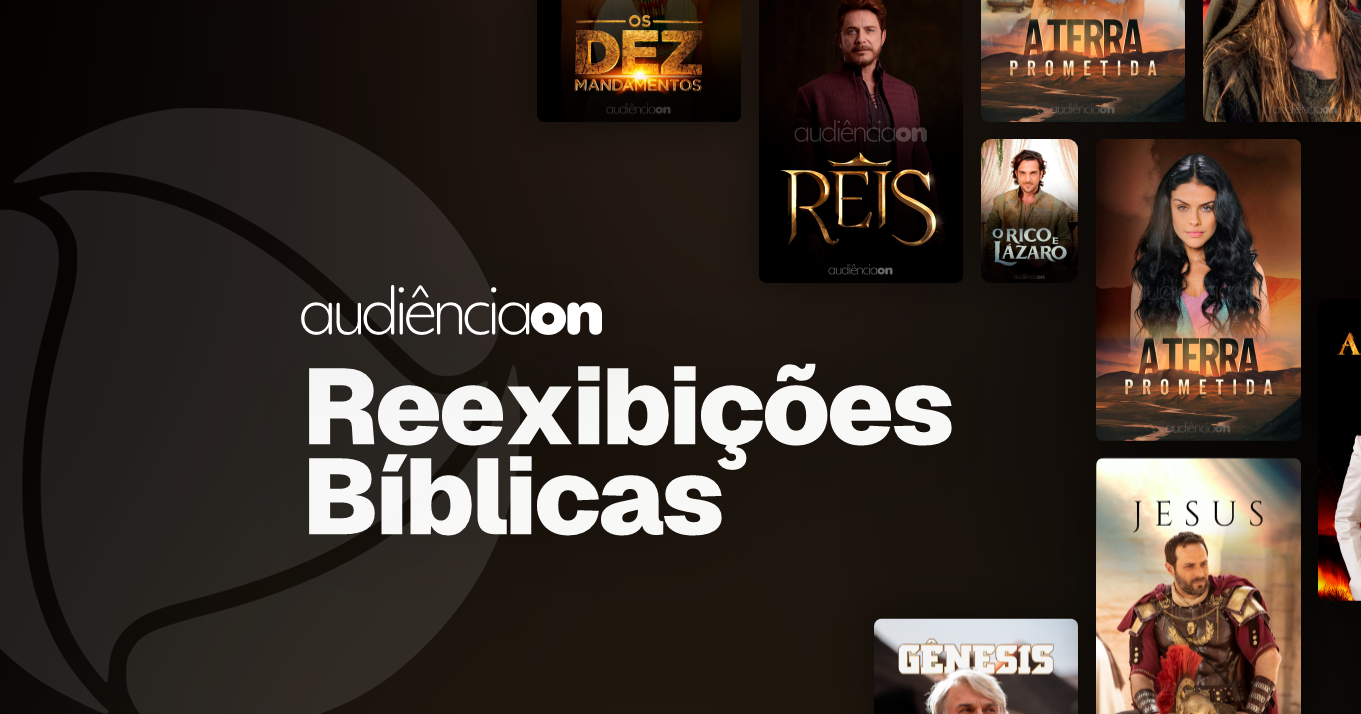 OS
DEZ
MANDAMENTOS
audiênciaon
audiênciaon
REIS
audiênciaon
A TERRA
PROMETIDA
audiênciaon
O RICO E
LÁZARO
audiênciaon
A TERRA
PROMETIDA
audiênciaon
audiênciaon
Reexibições
Bíblicas
JESUS
GÊNESIS
A